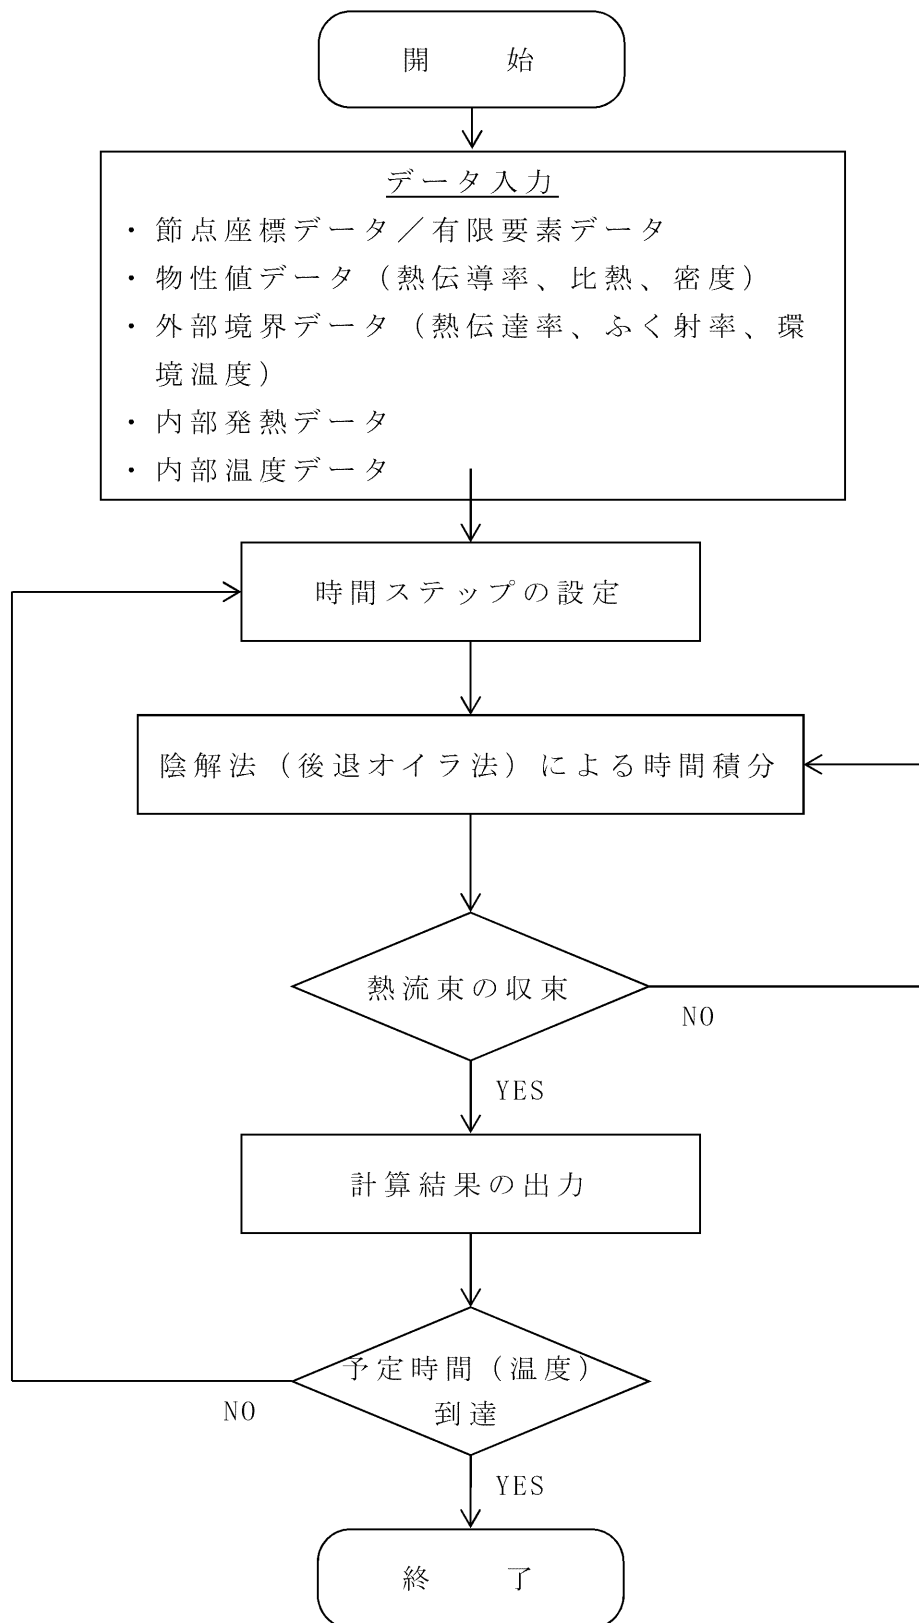 開　始
データ入力
・節点座標データ／有限要素データ
・物性値データ（熱伝導率、比熱、密度）
・外部境界データ（熱伝達率、ふく射率、環
境温度）
・内部発熱データ
・内部温度データ
時間ステップの設定
陰解法（後退オイラ法）による時間積分
熱流束の収束
NO
YES
計算結果の出力
予定時間（温度）
到達
NO
YES
終　了